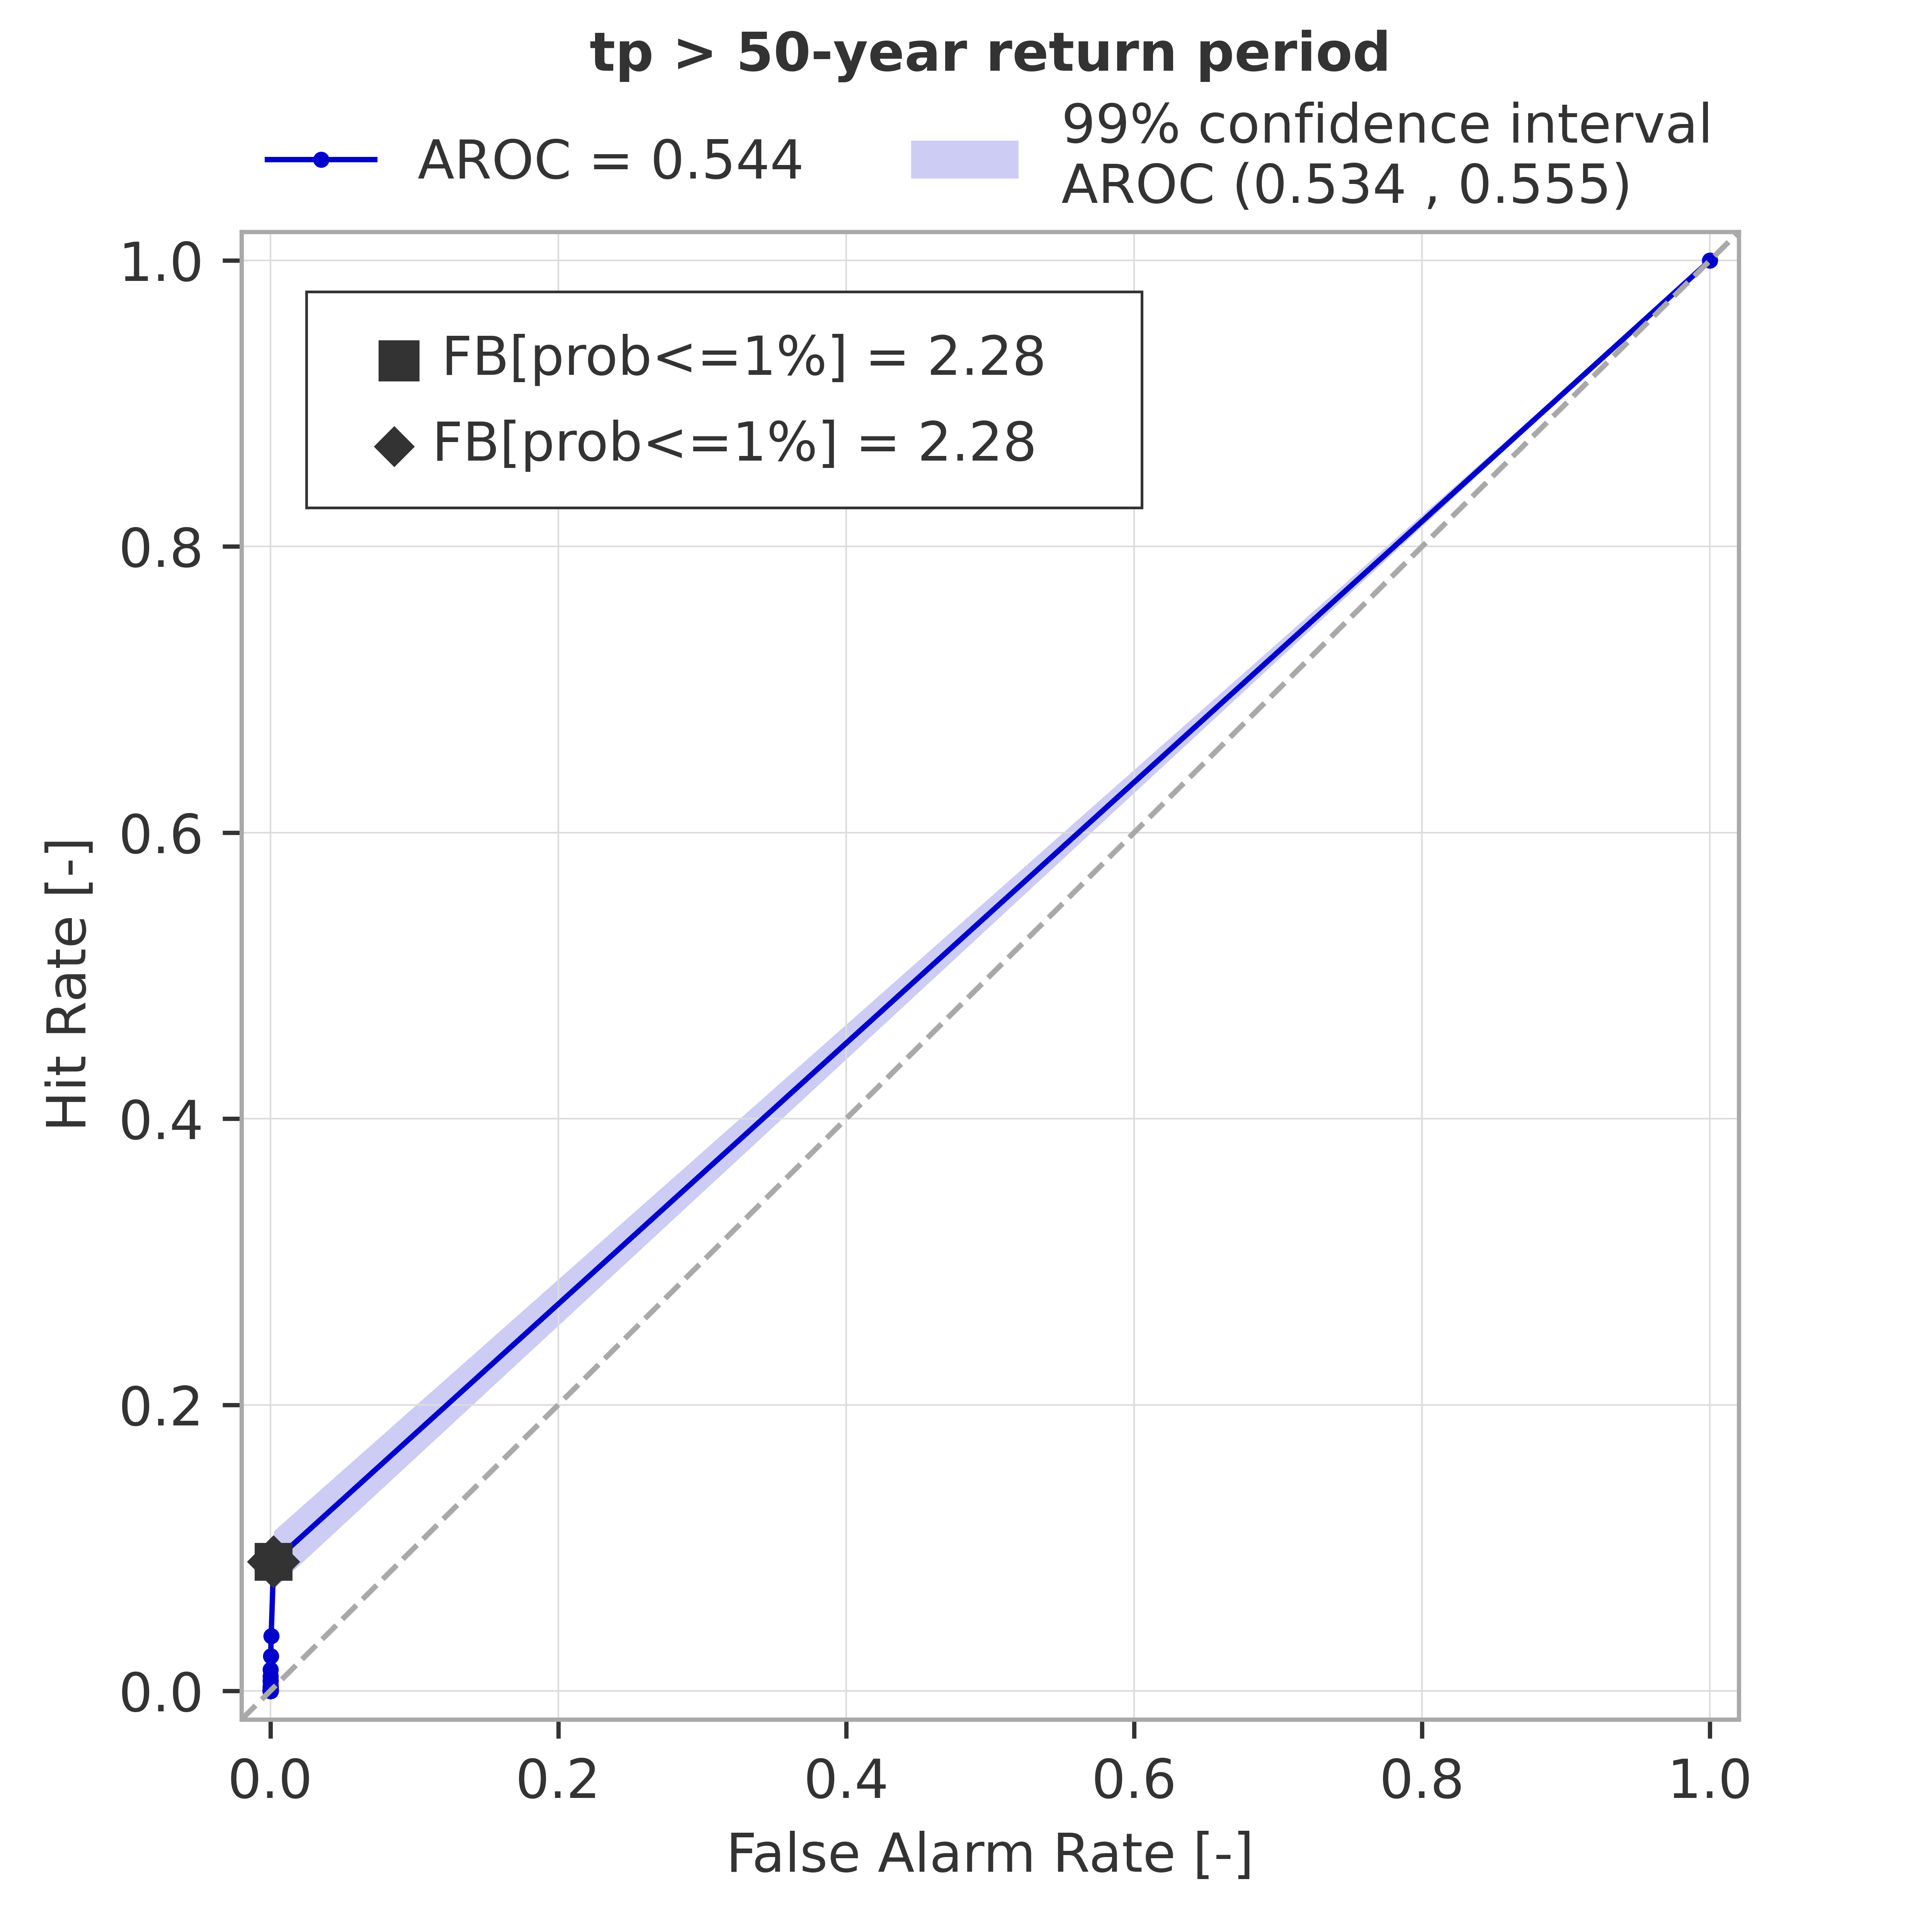 tp > 50-year return period
AROC = 0.544
99% confidence interval
AROC (0.534 , 0.555)
FB[prob<=1%] = 2.28
FB[prob<=1%] = 2.28
1.0
0.8
0.6
0.4
0.2
0.0
Hit Rate [-]
0.0 0.2 0.4 0.6 0.8 1.0
False Alarm Rate [-]